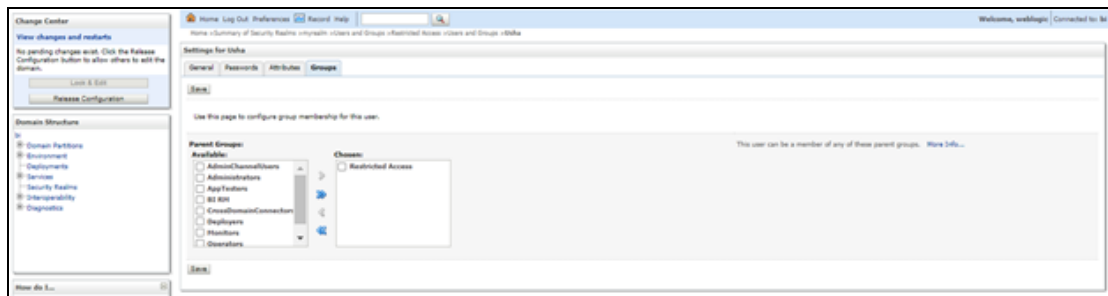 Change Center
View changes and restarts
No pending changes exist. Click the Release
Configuration button to allow others to edit the
domain.
Lock & Edit
Release Configuration
Domain Structure
bi
Domain Partitions
Environment
Deployments
Services
Security Realms
Interoperability
Diagnostics
How do I...
Home Log Out Preferences Record Help
Welcome, weblogic Connected to: bi
Home >Summary of Security Realms >myrealm >Users and Groups >Restricted Access >Users and Groups >Usha
Settings for Usha
General Passwords Attributes Groups
Save
Use this page to configure group membership for this user.
Parent Groups:
Available:
AdminChannelUsers
Administrators
AppTesters
BI RM
CrossDomainConnectors
Deployers
Monitors
Operators
Chosen:
Restricted Access
This user can be a member of any of these parent groups. More Info...
Save